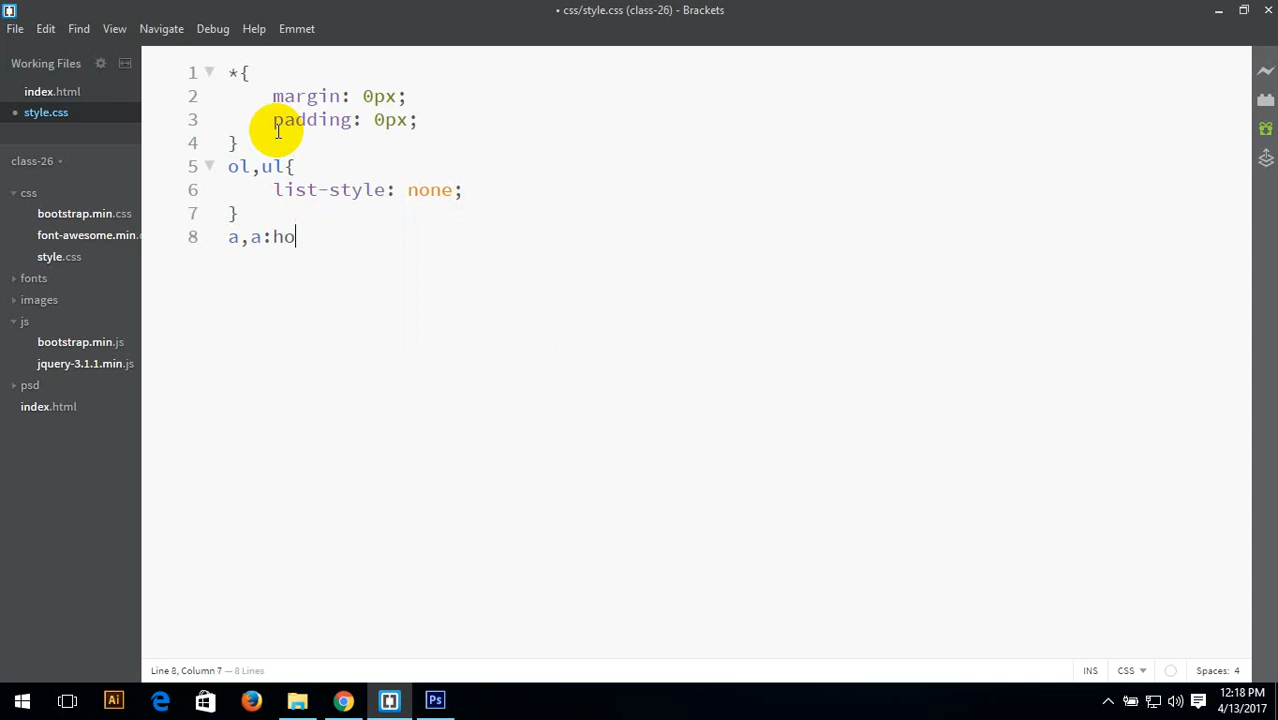 • css/style.css (class-26) - Brackets
File Edit Find View Navigate Debug Help Emmet
Working Files
index.html
• style.css
class-26
css
bootstrap.min.css
font-awesome.min.c
style.css
fonts
images
js
bootstrap.min.js
jquery-3.1.1.min.js
psd
index.html
1 *{
2 margin: 0px;
3 padding: 0px;
4 }
5 ol,ul{
6 list-style: none;
7 }
8 a,a:ho
Line 8, Column 7 — 8 Lines
INS CSS Spaces: 4
Ai Ps
12:18 PM
4/13/2017